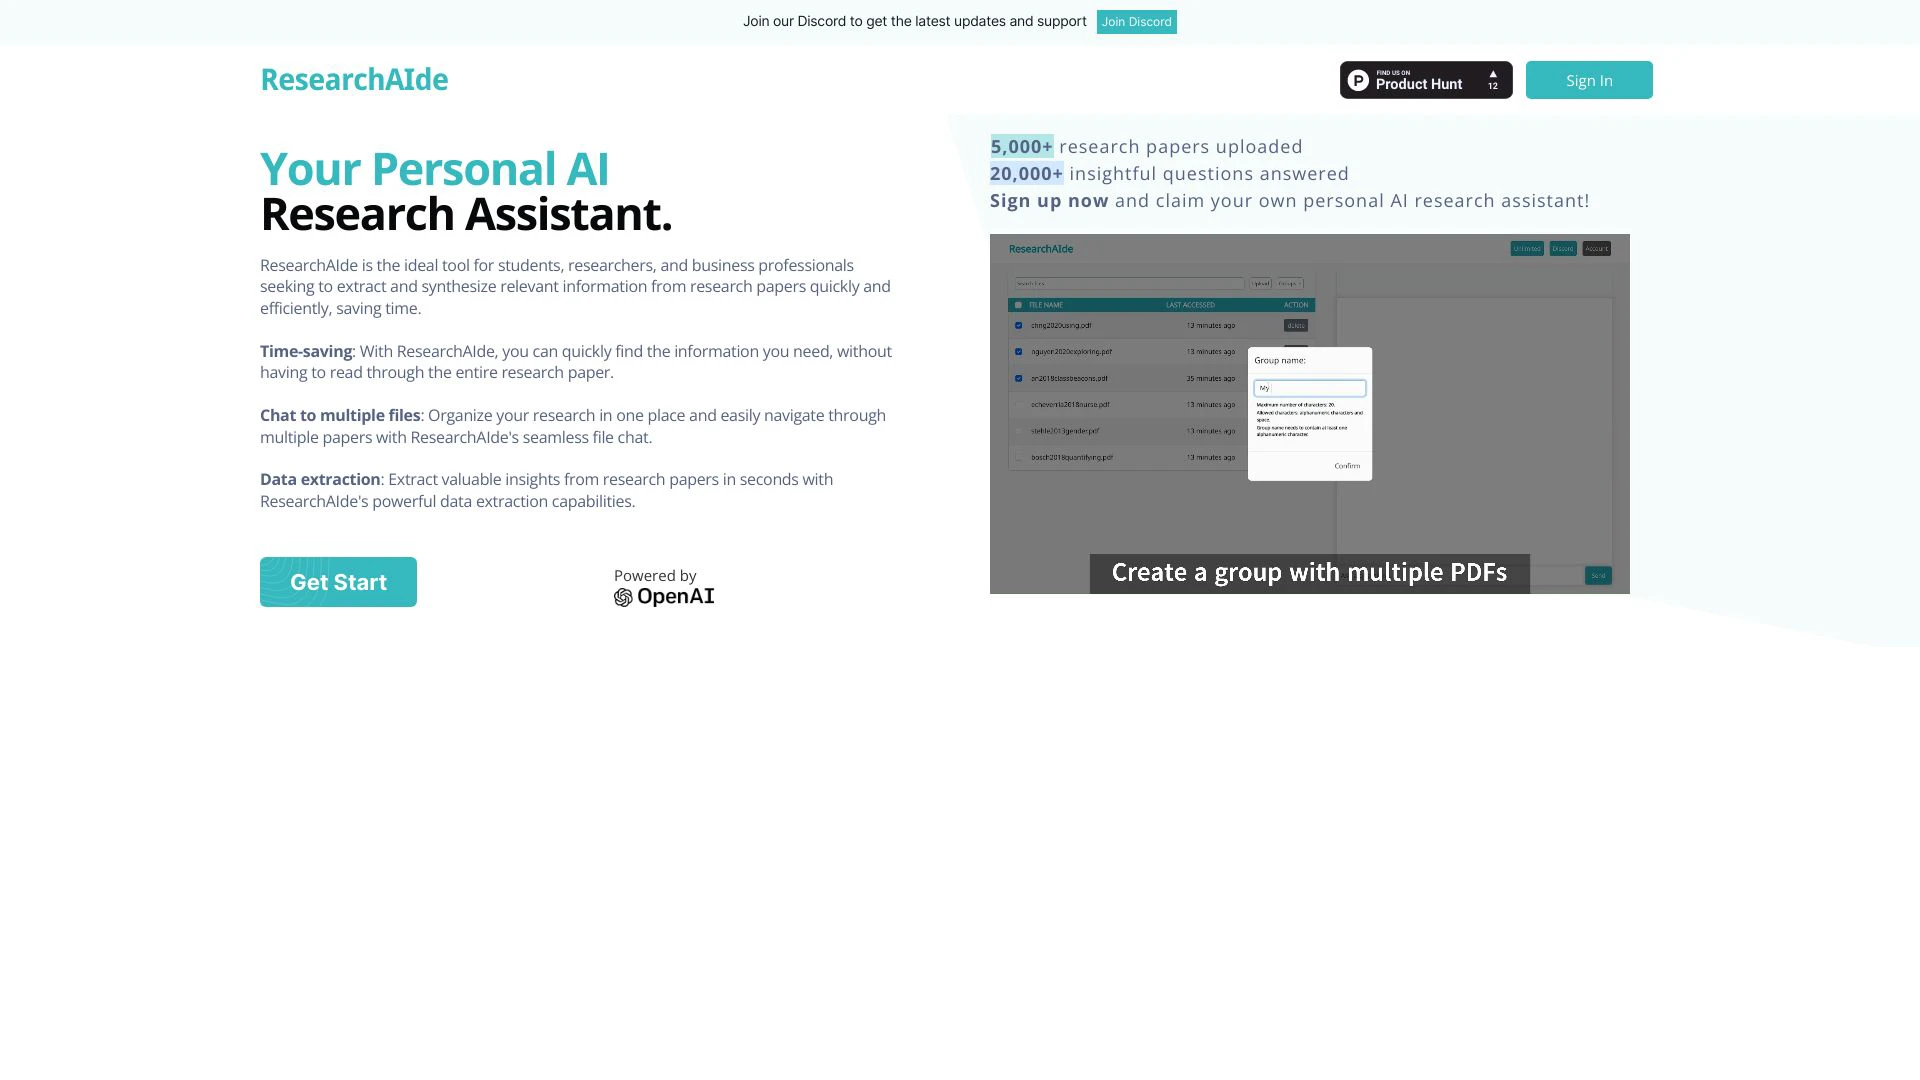 Join our Discord to get the latest updates and support
Join Discord
ResearchAIde
FIND US ON
Product Hunt
12
Sign In
Your Personal AI
Research Assistant.
ResearchAIde is the ideal tool for students, researchers, and business professionals
seeking to extract and synthesize relevant information from research papers quickly and
efficiently, saving time.
Time-saving: With ResearchAIde, you can quickly find the information you need, without
having to read through the entire research paper.
Chat to multiple files: Organize your research in one place and easily navigate through
multiple papers with ResearchAIde's seamless file chat.
Data extraction: Extract valuable insights from research papers in seconds with
ResearchAIde's powerful data extraction capabilities.
Get Start
Powered by
OpenAI
5,000+ research papers uploaded
20,000+ insightful questions answered
Sign up now and claim your own personal AI research assistant!
ResearchAIde
Unlimited
Discord
Account
Search files
Upload
Groups
FILE NAME LAST ACCESSED ACTION
chng2020using.pdf 13 minutes ago delete
nguyen2020exploring.pdf 13 minutes ago
an2018classbeacons.pdf 35 minutes ago
echeverria2018nurse.pdf 13 minutes ago
stehle2013gender.pdf 13 minutes ago
bosch2018quantifying.pdf 13 minutes ago
Group name:
My
Maximum number of characters: 20.
Allowed characters: alphanumeric characters and
space.
Group name needs to contain at least one
alphanumeric character.
Confirm
Send
Create a group with multiple PDFs